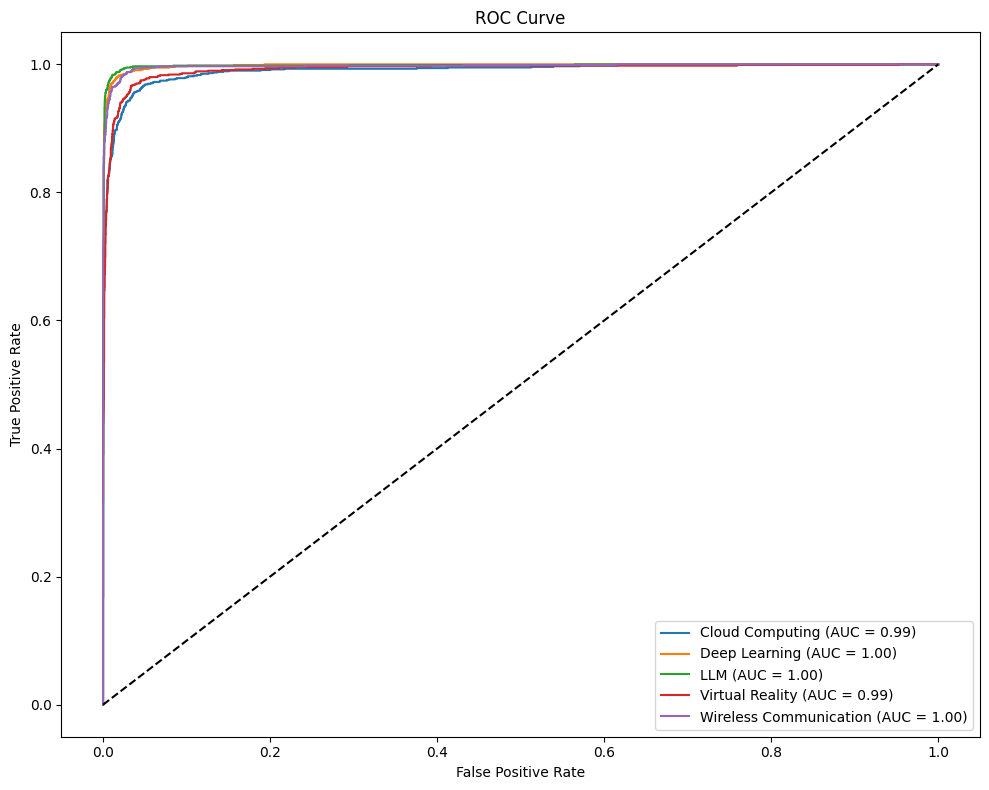 ROC Curve
1.0
0.8
0.6
0.4
0.2
0.0
True Positive Rate
0.0 0.2 0.4 0.6 0.8 1.0
False Positive Rate
Cloud Computing (AUC = 0.99)
Deep Learning (AUC = 1.00)
LLM (AUC = 1.00)
Virtual Reality (AUC = 0.99)
Wireless Communication (AUC = 1.00)